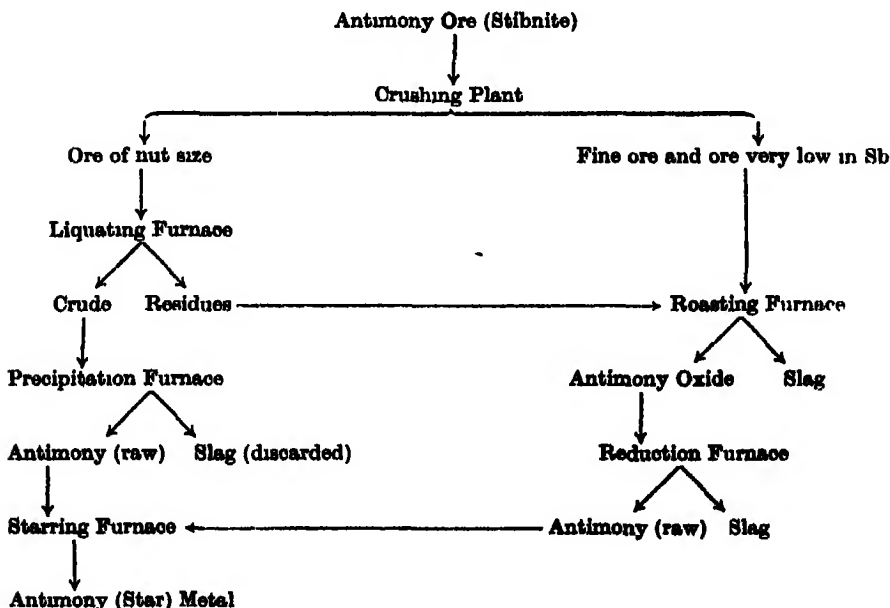 Antimony Ore (Stibnite)
Crushing Plant
Ore of nut size
Fine ore and ore very low in Sb
Liquating Furnace
Crude
Residues
Roasting Furnace
Precipitation Furnace
Antimony Oxide
Slag
Antimony (raw)
Slag (discarded)
Reduction Furnace
Starring Furnace
Antimony (raw)
Slag
Antimony (Star) Metal